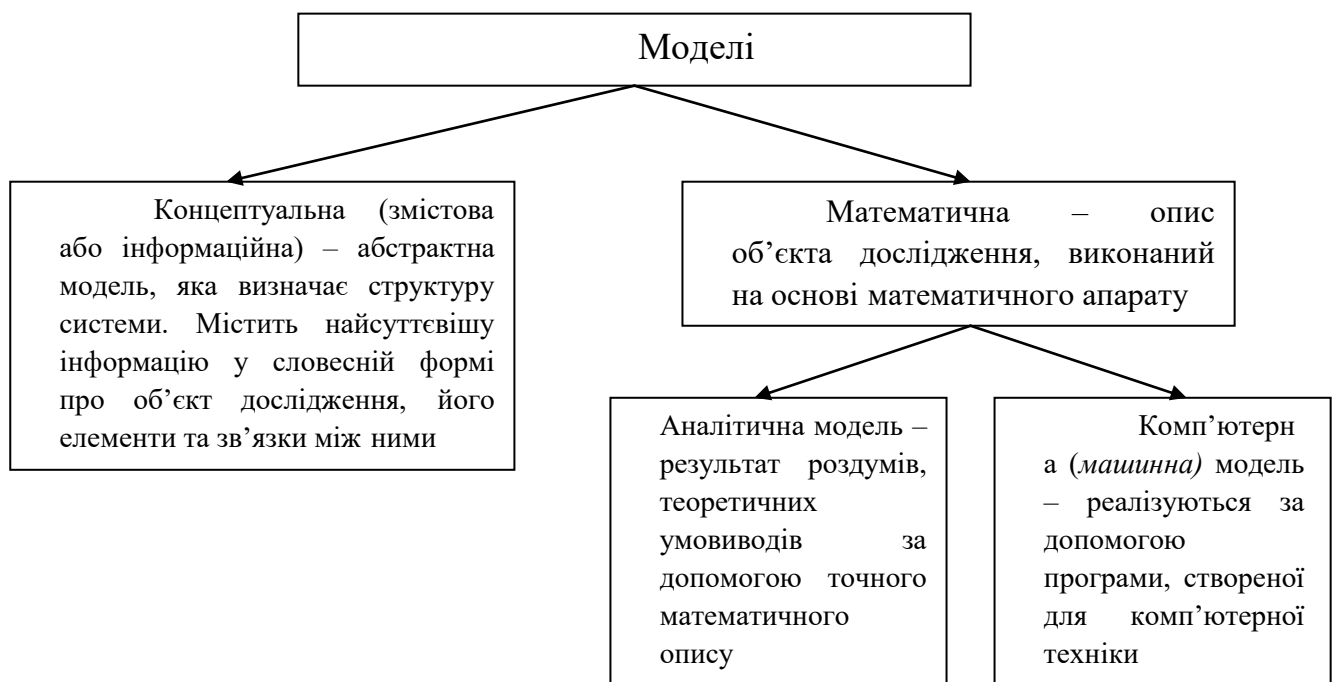 Моделі
Концептуальна (змістова
або інформаційна) – абстрактна
модель, яка визначає структуру
системи. Містить найсуттєвішу
інформацію у словесній формі
про об’єкт дослідження, його
елементи та зв’язки між ними
Математична – опис
об’єкта дослідження, виконаний
на основі математичного апарату
Аналітична модель –
результат роздумів,
теоретичних
умовиводів за
допомогою точного
математичного
опису
Комп’ютерн
а (машинна) модель
– реалізуються за
допомогою
програми, створеної
для комп’ютерної
техніки